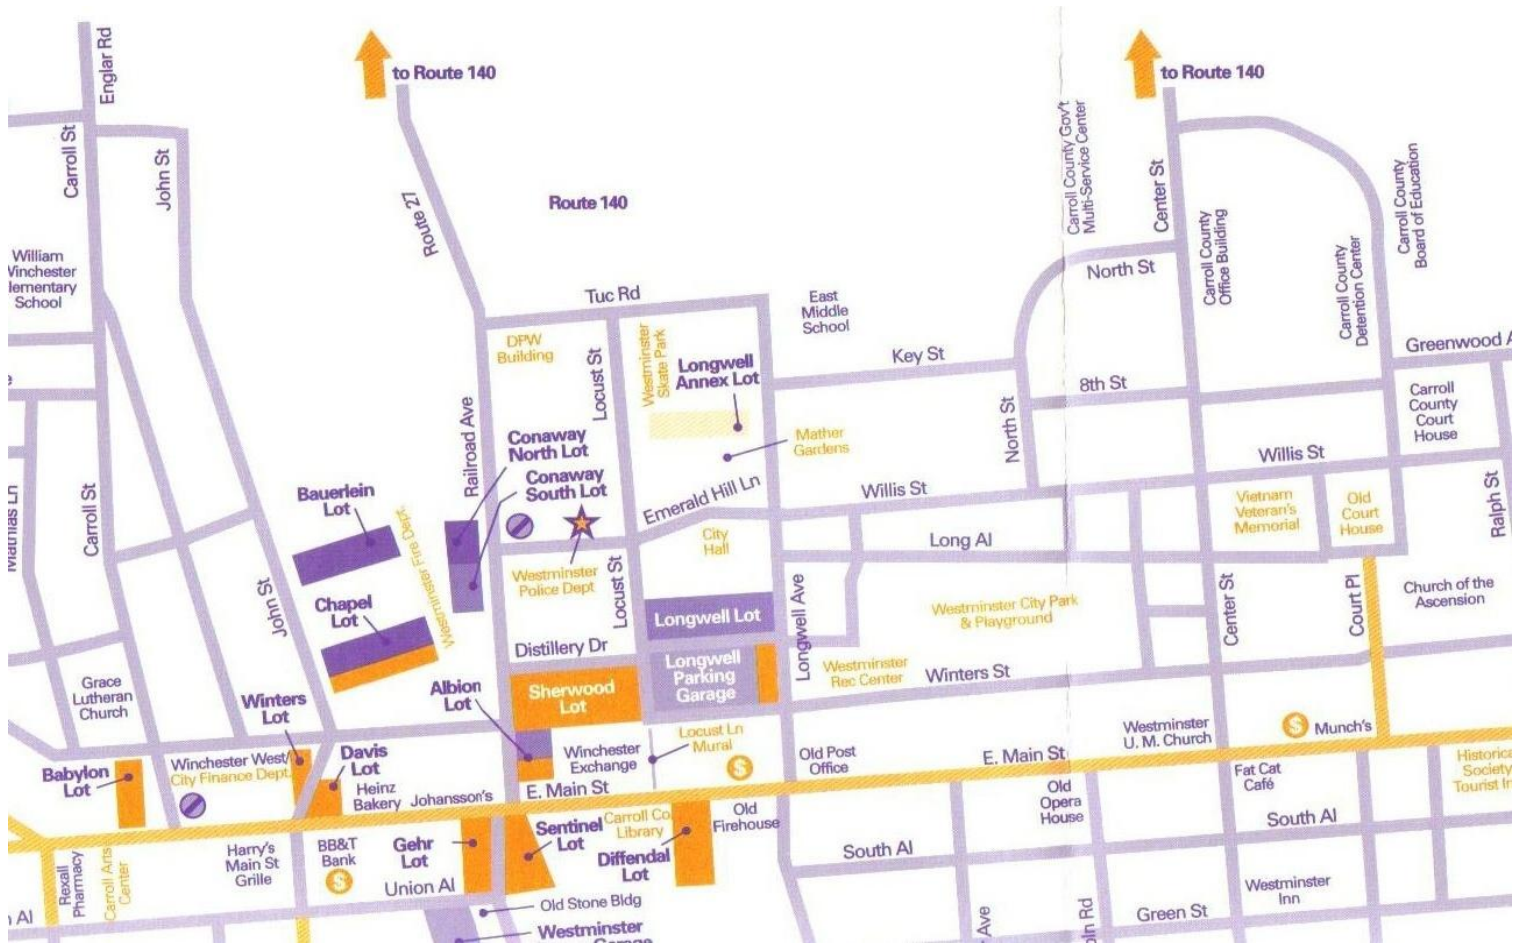 Englar Rd
to Route 140
to Route 140
Carroll St
John St
Route 27
Route 140
Carroll County Gov't
Multi-Service Center
Center St
Carroll County
Office Building
Carroll County
Detention Center
Carroll County
Board of Education
William
Winchester
Elementary
School
North St
Tuc Rd
East
Middle
School
DPW
Building
Locust St
Westminster
Skate Park
Longwell
Annex Lot
Key St
8th St
Greenwood A
Carroll
County
Court
House
North St
Railroad Ave
Conaway
North Lot
Conaway
South Lot
Mather
Gardens
Willis St
Willis St
Emerald Hill Ln
Mathias Ln
Carroll St
Bauerlein
Lot
Westminster Fire Dept.
City
Hall
Long Al
Vietnam
Veteran's
Memorial
Old
Court
House
Ralph St
John St
Chapel
Lot
Westminster
Police Dept
Locust St
Longwell Lot
Longwell Ave
Westminster City Park
& Playground
Center St
Court Pl
Church of the
Ascension
Distillery Dr
Grace
Lutheran
Church
Winters
Lot
Albion
Lot
Sherwood
Lot
Longwell
Parking
Garage
Westminster
Rec Center
Winters St
Babylon
Lot
Winchester West/
City Finance Dept.
Davis
Lot
Heinz
Bakery
Johansson's
Winchester
Exchange
E. Main St
Locust Ln
Mural
$
Old Post
Office
E. Main St
Westminster
U. M. Church
$
Munch's
Fat Cat
Café
Historica
Society
Tourist In
Rexall
Pharmacy
Carroll Arts
Center
Harry's
Main St
Grille
BB&T
Bank
$
Gehr
Lot
Union Al
Sentinel
Lot
Carroll Co.
Library
Diffendal
Lot
Old
Firehouse
Old
Opera
House
South Al
South Al
Al
Old Stone Bldg
Westminster
Garage
Ave
oln Rd
Green St
Westminster
Inn